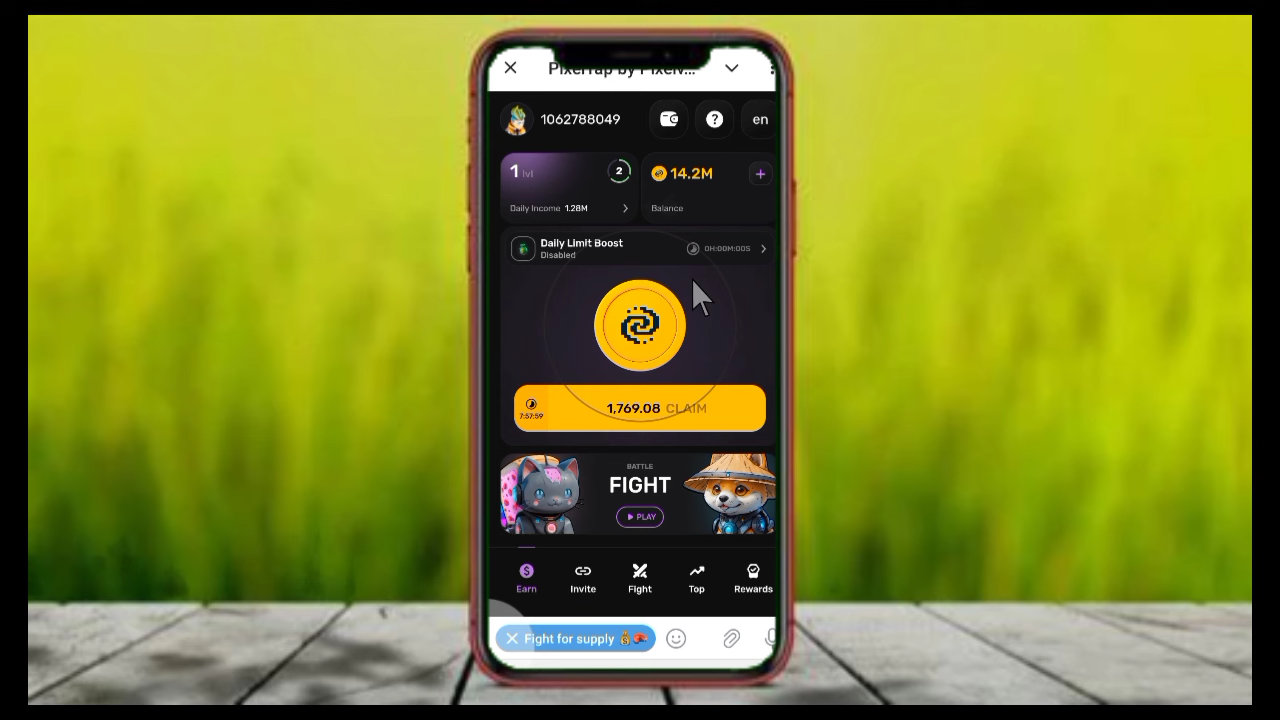 PixelTap by Pixelv...
1062788049
en
1 lvl
2
14.2M
Daily Income 1.28M
Balance
Daily Limit Boost
Disabled
0H:00M:00S
7:57:59
1,769.08 CLAIM
BATTLE
FIGHT
PLAY
Earn
Invite
Fight
Top
Rewards
Fight for supply 💰🥊